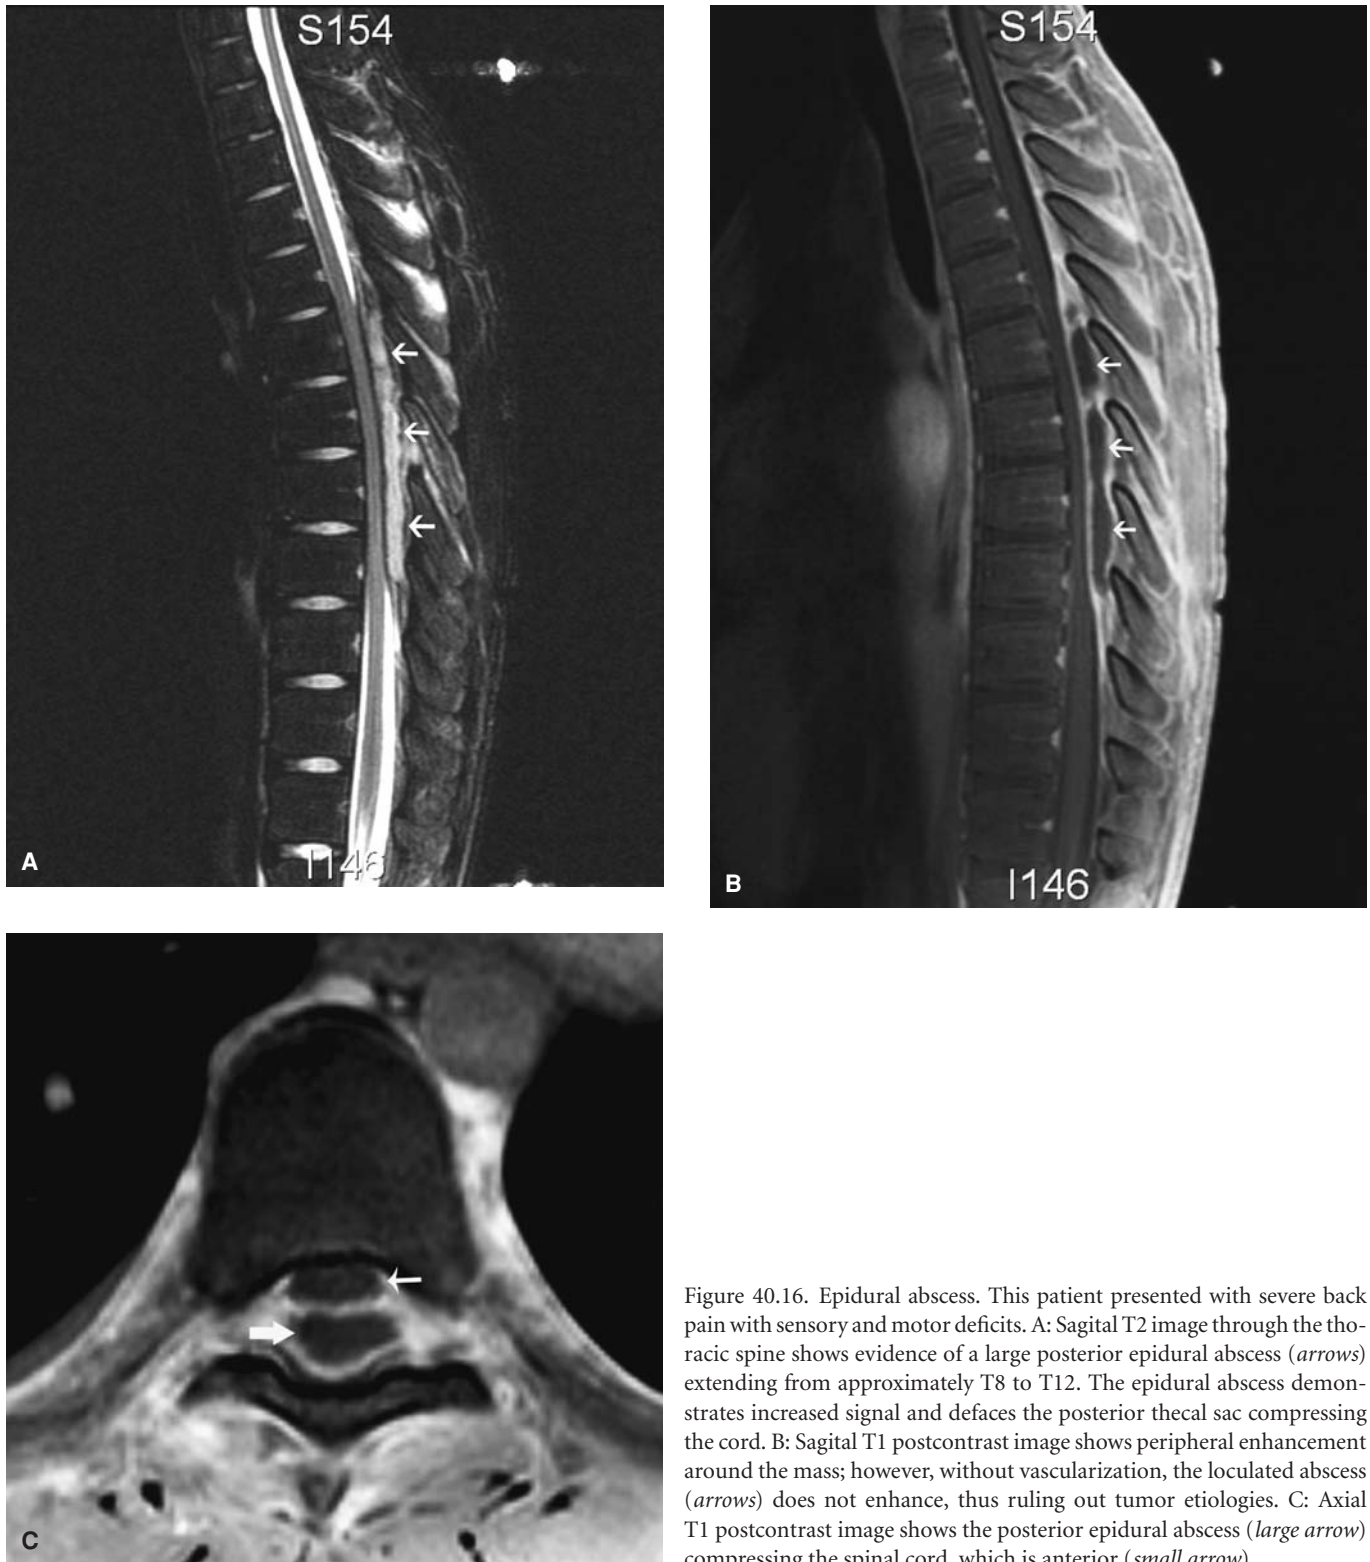 S154
S154
A
I146
B
I146
C
Figure 40.16. Epidural abscess. This patient presented with severe back
pain with sensory and motor deficits. A: Sagital T2 image through the tho-
racic spine shows evidence of a large posterior epidural abscess (arrows)
extending from approximately T8 to T12. The epidural abscess demon-
strates increased signal and defaces the posterior thecal sac compressing
the cord. B: Sagital T1 postcontrast image shows peripheral enhancement
around the mass; however, without vascularization, the loculated abscess
(arrows) does not enhance, thus ruling out tumor etiologies. C: Axial
T1 postcontrast image shows the posterior epidural abscess (large arrow)
compressing the spinal cord, which is anterior (small arrow).